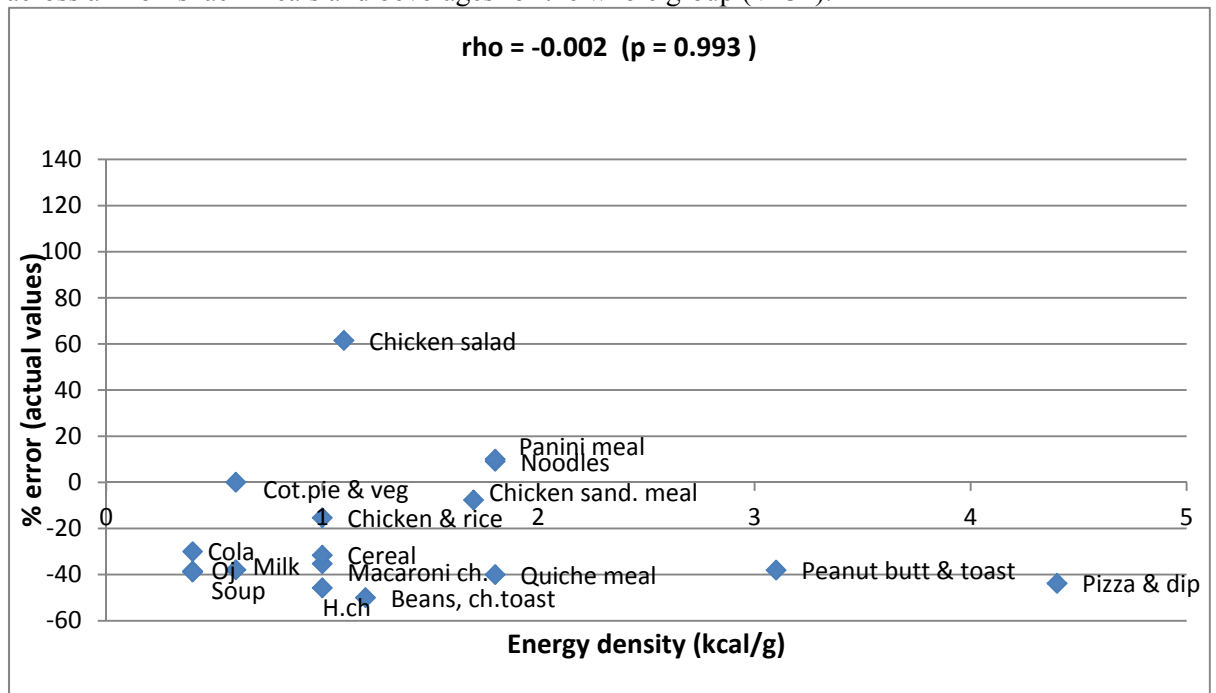 rho = -0.002 (p = 0.993 )
140
120
100
80
60
40
20
0
-20
-40
-60
% error (actual values)
Chicken salad
Panini meal
Noodles
Cot.pie & veg
Chicken sand. meal
0 1 2 3 4 5
Chicken & rice
Cola
Cereal
Oj
Milk
Macaroni ch.
Quiche meal
Peanut butt & toast
Soup
H.ch
Beans, ch.toast
Pizza & dip
Energy density (kcal/g)